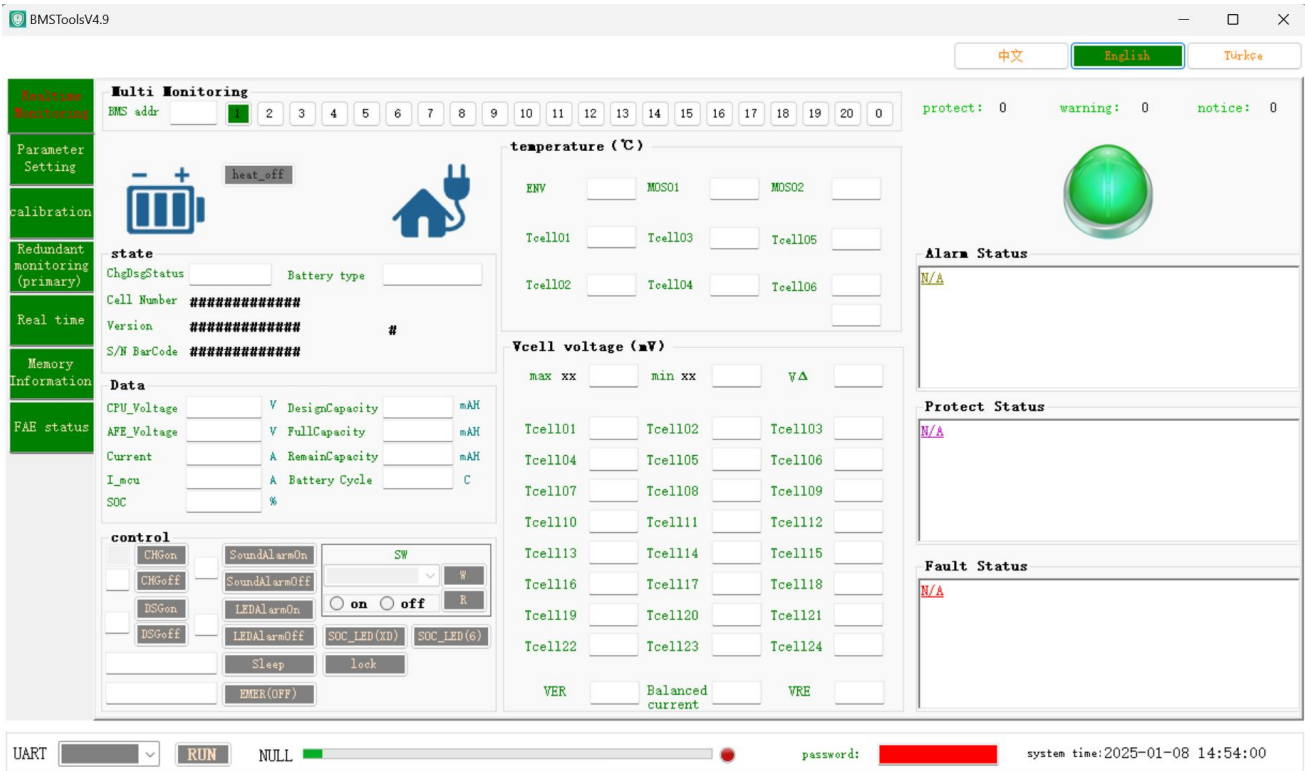 BMSToolsV4.9
中文 English Türkçe
Realtime Monitoring
Parameter Setting
calibration
Redundant monitoring (primary)
Real time
Memory Information
FAE status
Multi Monitoring
BMS addr 1 2 3 4 5 6 7 8 9 10 11 12 13 14 15 16 17 18 19 20 0
protect: 0 warning: 0 notice: 0
heat_off
state
ChgDsgStatus Battery type
Cell Number #############
Version ############# #
S/N BarCode #############
Data
CPU_Voltage V DesignCapacity mAH
AFE_Voltage V FullCapacity mAH
Current A RemainCapacity mAH
I_mcu A Battery Cycle C
SOC %
control
CHGon SoundAlarmOn SW
CHGoff SoundAlarmOff W
DSGon LEDAlarmOn on off R
DSGoff LEDAlarmOff SOC_LED(XD) SOC_LED(6)
Sleep lock
EMER(OFF)
temperature (℃)
ENV MOS01 MOS02
Tcell01 Tcell03 Tcell05
Tcell02 Tcell04 Tcell06
Vcell voltage (mV)
max xx min xx V Δ
Tcell01 Tcell02 Tcell03
Tcell04 Tcell05 Tcell06
Tcell07 Tcell08 Tcell09
Tcell10 Tcell11 Tcell12
Tcell13 Tcell14 Tcell15
Tcell16 Tcell17 Tcell18
Tcell19 Tcell20 Tcell21
Tcell22 Tcell23 Tcell24
VER Balanced current VRE
Alarm Status
N/A
Protect Status
N/A
Fault Status
N/A
UART RUN NULL password: system time:2025-01-08 14:54:00